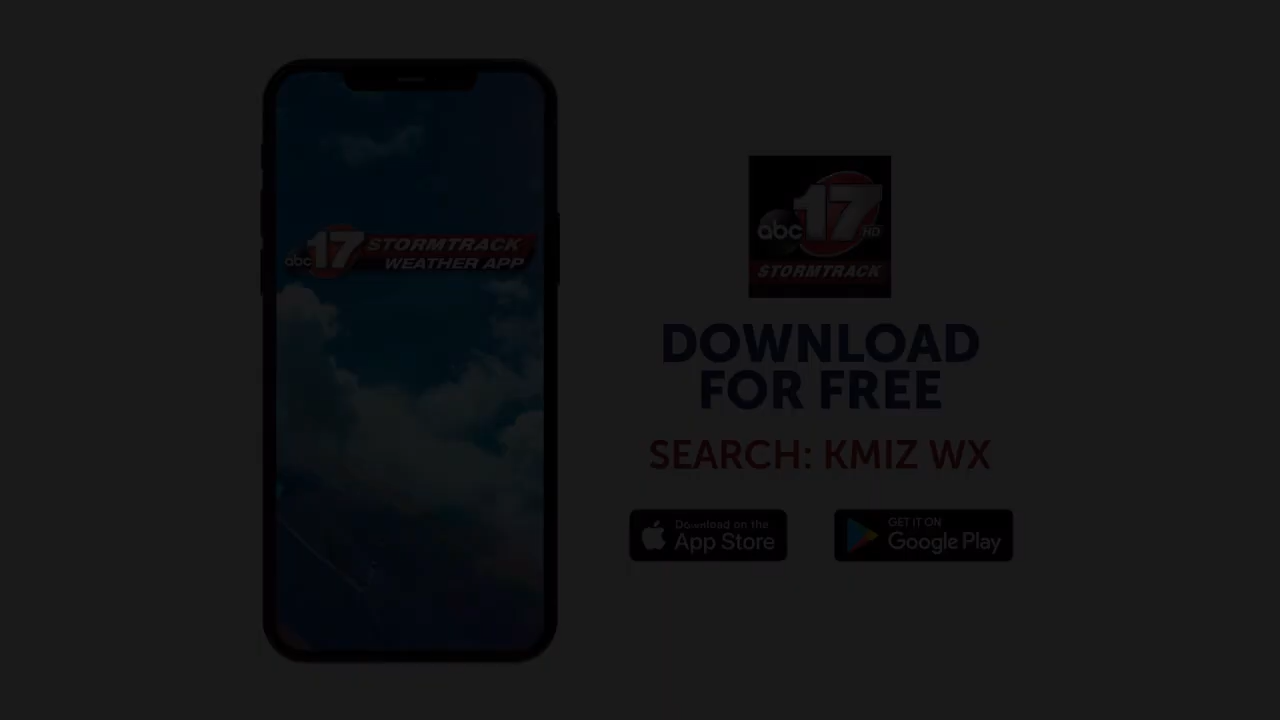 abc 17 STORMTRACK
WEATHER APP
abc 17 HD
STORMTRACK
DOWNLOAD
FOR FREE
SEARCH: KMIZ WX
Download on the
App Store
GET IT ON
Google Play